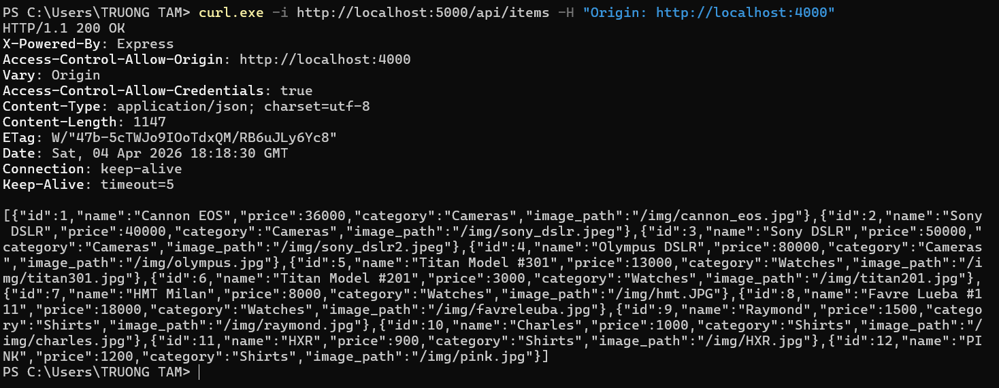 PS C:\Users\TRUONG TAM> curl.exe -i http://localhost:5000/api/items -H "Origin: http://localhost:4000"
HTTP/1.1 200 OK
X-Powered-By: Express
Access-Control-Allow-Origin: http://localhost:4000
Vary: Origin
Access-Control-Allow-Credentials: true
Content-Type: application/json; charset=utf-8
Content-Length: 1147
ETag: W/"47b-5cTWJo9IOoTdxQM/RB6uJLy6Yc8"
Date: Sat, 04 Apr 2026 18:18:30 GMT
Connection: keep-alive
Keep-Alive: timeout=5

[{"id":1,"name":"Cannon EOS","price":36000,"category":"Cameras","image_path":"/img/cannon_eos.jpg"},{"id":2,"name":"Sony
 DSLR","price":40000,"category":"Cameras","image_path":"/img/sony_dslr.jpeg"},{"id":3,"name":"Sony DSLR","price":50000,"
category":"Cameras","image_path":"/img/sony_dslr2.jpeg"},{"id":4,"name":"Olympus DSLR","price":80000,"category":"Cameras
","image_path":"/img/olympus.jpg"},{"id":5,"name":"Titan Model #301","price":13000,"category":"Watches","image_path":"/i
mg/titan301.jpg"},{"id":6,"name":"Titan Model #201","price":3000,"category":"Watches","image_path":"/img/titan201.jpg"},
{"id":7,"name":"HMT Milan","price":8000,"category":"Watches","image_path":"/img/hmt.JPG"},{"id":8,"name":"Favre Lueba #1
11","price":18000,"category":"Watches","image_path":"/img/favreleuba.jpg"},{"id":9,"name":"Raymond","price":1500,"catego
ry":"Shirts","image_path":"/img/raymond.jpg"},{"id":10,"name":"Charles","price":1000,"category":"Shirts","image_path":"/
img/charles.jpg"},{"id":11,"name":"HXR","price":900,"category":"Shirts","image_path":"/img/HXR.jpg"},{"id":12,"name":"PI
NK","price":1200,"category":"Shirts","image_path":"/img/pink.jpg"}]
PS C:\Users\TRUONG TAM>